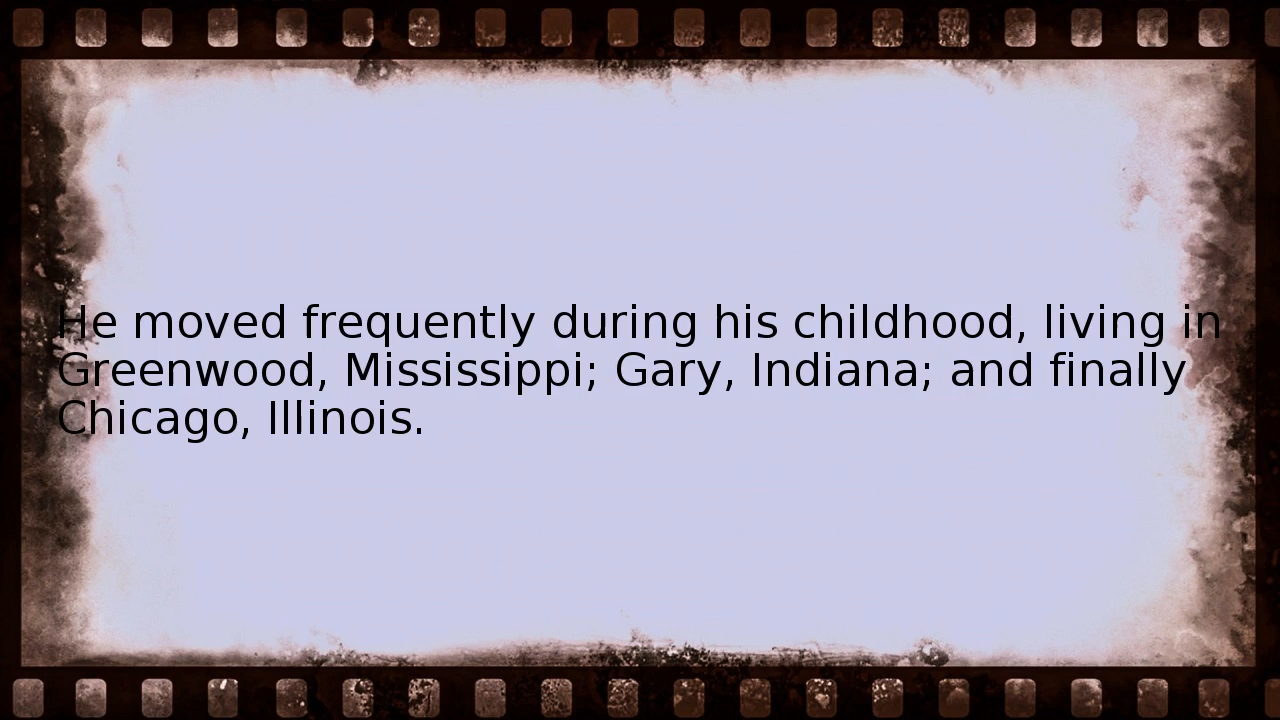 He moved frequently during his childhood, living in
Greenwood, Mississippi; Gary, Indiana; and finally
Chicago, Illinois.